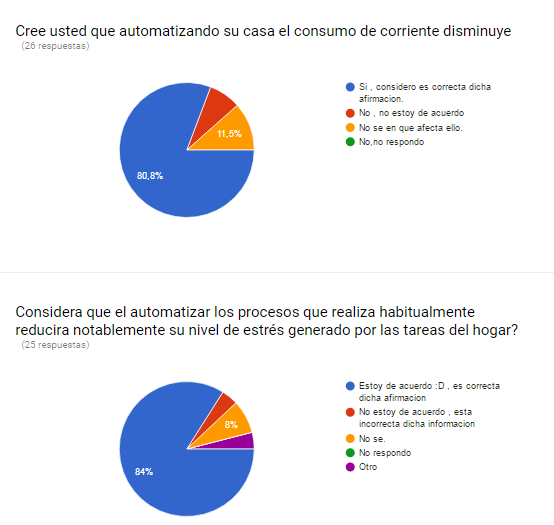 Cree usted que automatizando su casa el consumo de corriente disminuye
(26 respuestas)
Si , considero es correcta dicha
afirmacion.
No , no estoy de acuerdo
No se en que afecta ello.
No,no respondo
11,5%
80,8%
Considera que el automatizar los procesos que realiza habitualmente
reducira notablemente su nivel de estrés generado por las tareas del hogar?
(25 respuestas)
Estoy de acuerdo :D , es correcta
dicha afirmacion
No estoy de acuerdo , esta
incorrecta dicha informacion
No se.
No respondo
Otro
8%
84%